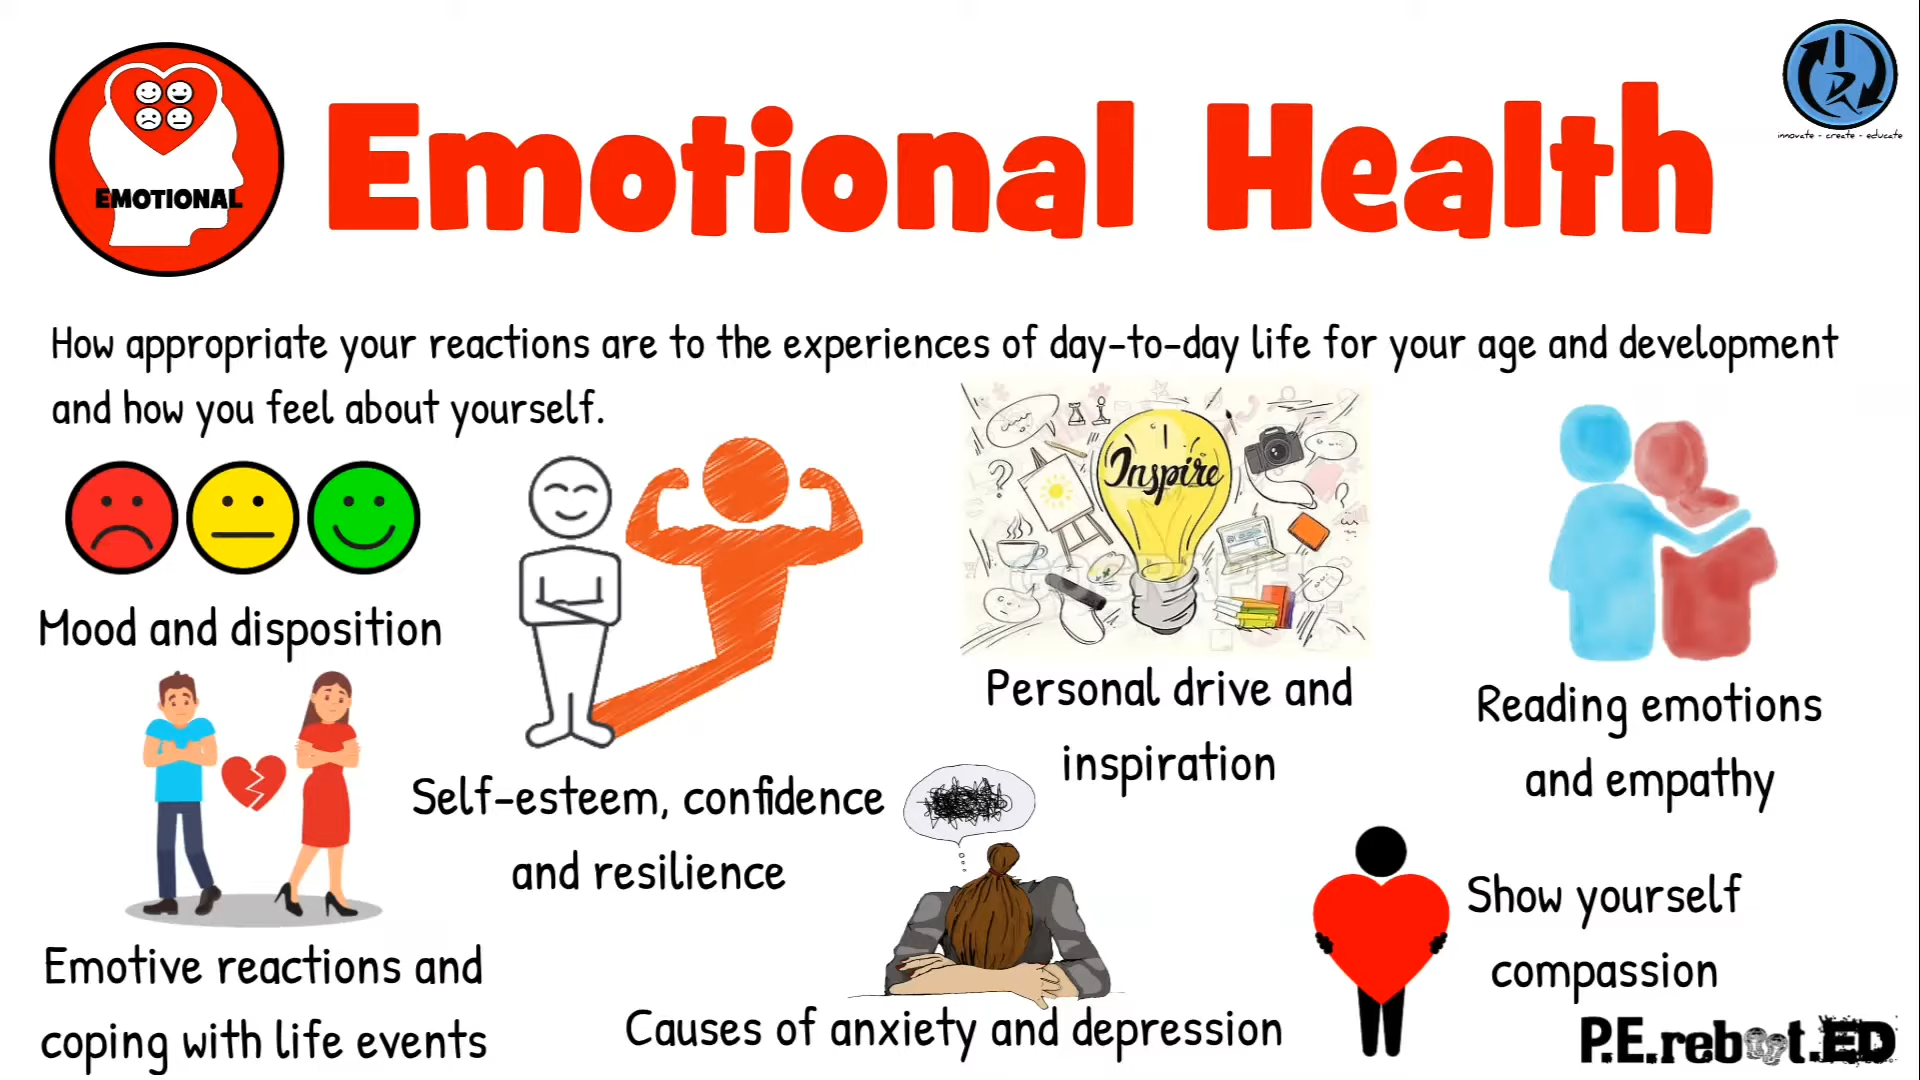 EMOTIONAL
Emotional Health
innovate - create - educate
How appropriate your reactions are to the experiences of day-to-day life for your age and development
and how you feel about yourself.
Inspire
Mood and disposition
Self-esteem, confidence
and resilience
Personal drive and
inspiration
Reading emotions
and empathy
Emotive reactions and
coping with life events
Causes of anxiety and depression
Show yourself
compassion
P.E.reboot.ED